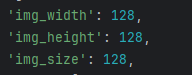 'img_width': 128,
'img_height': 128,
'img_size': 128,